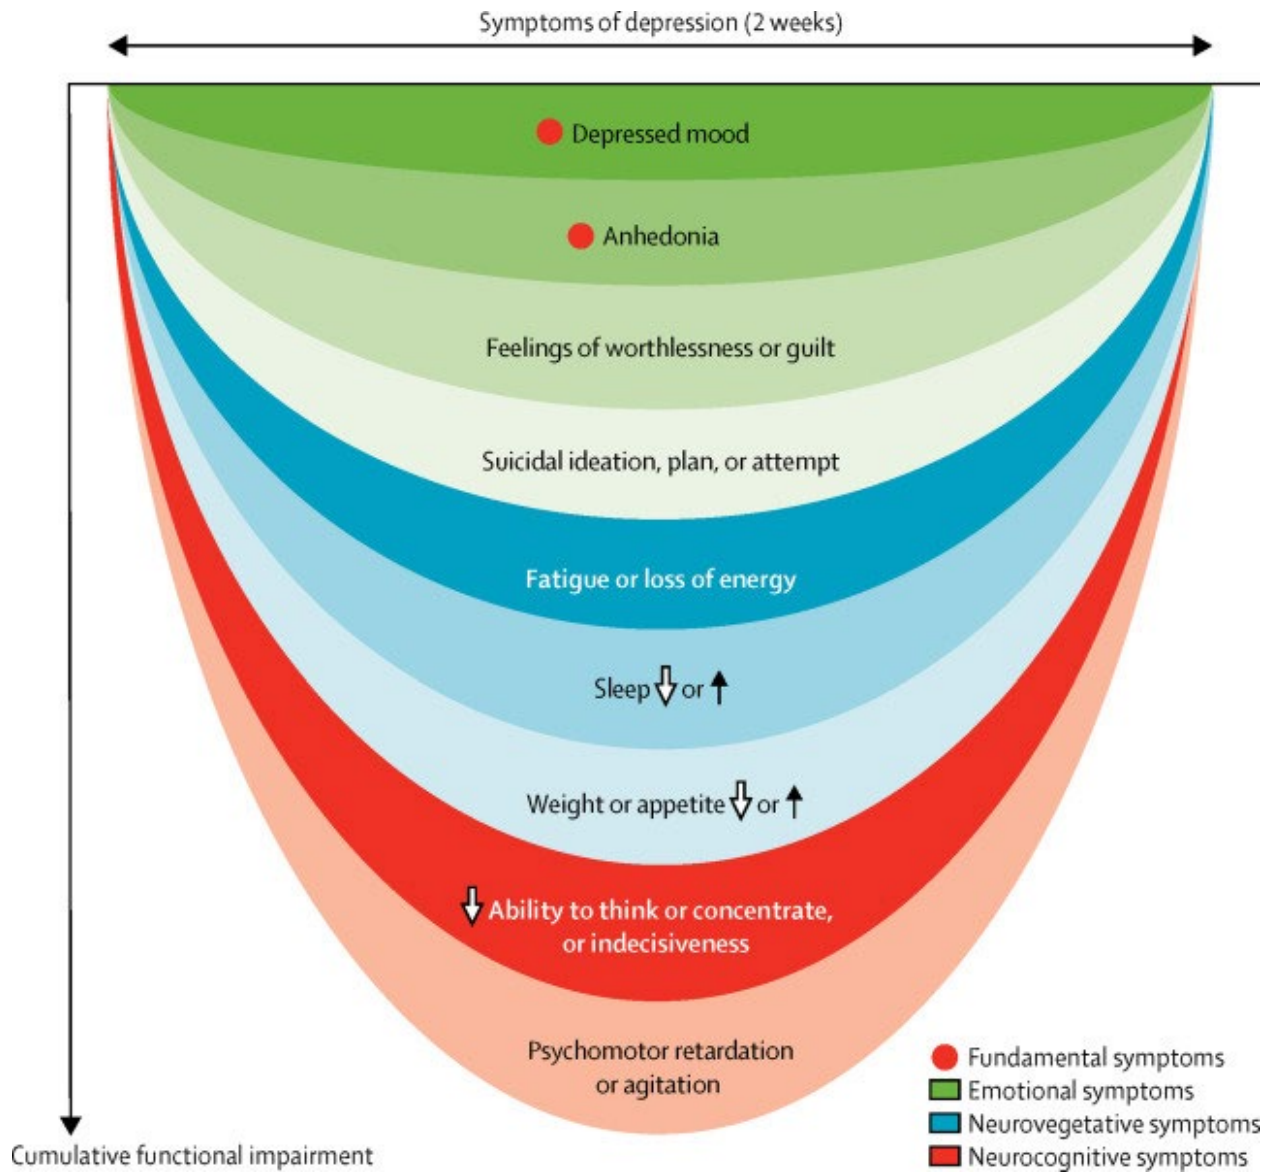 Symptoms of depression (2 weeks)
Depressed mood
Anhedonia
Feelings of worthlessness or guilt
Suicidal ideation, plan, or attempt
Fatigue or loss of energy
Sleep ⇩ or ↑
Weight or appetite ⇩ or ↑
⇩ Ability to think or concentrate,
or indecisiveness
Psychomotor retardation
or agitation
Fundamental symptoms
Emotional symptoms
Neurovegetative symptoms
Neurocognitive symptoms
Cumulative functional impairment